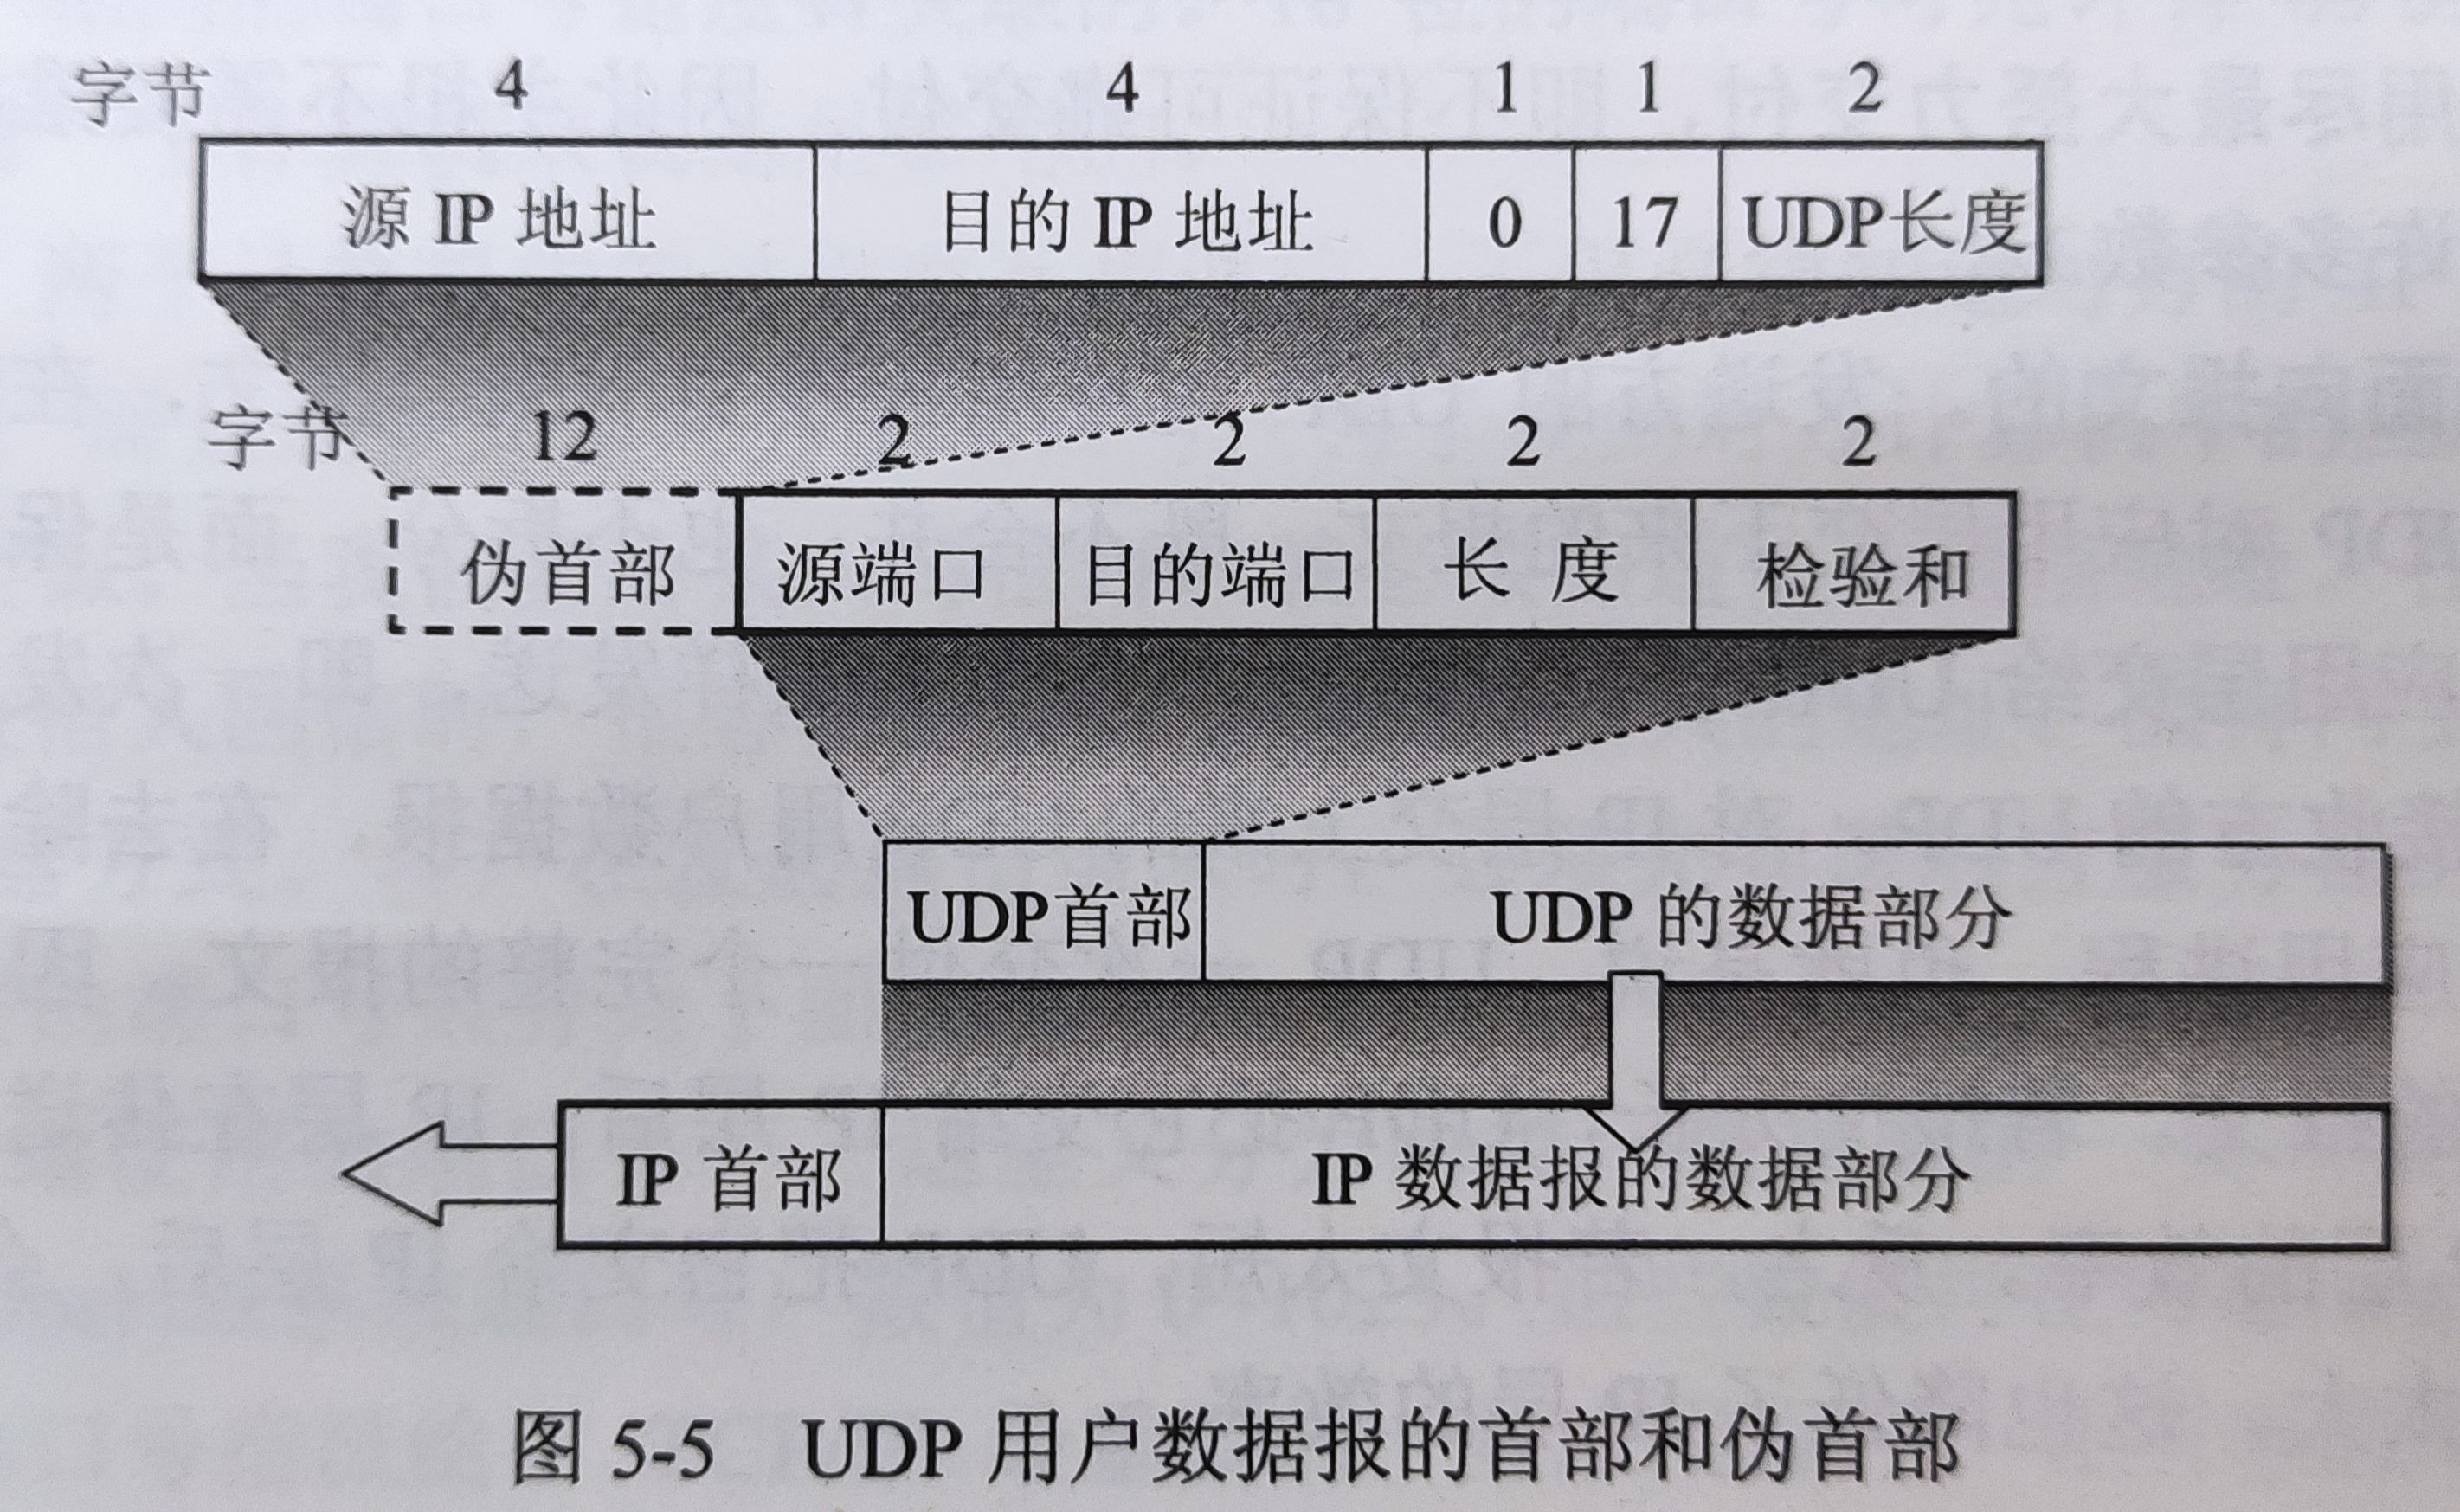 字节 4 4 1 1 2
源 IP 地址 目的 IP 地址 0 17 UDP长度
字节 12 2 2 2 2
伪首部 源端口 目的端口 长 度 检验和
UDP首部 UDP 的数据部分
IP 首部 IP 数据报的数据部分
图 5-5 UDP 用户数据报的首部和伪首部